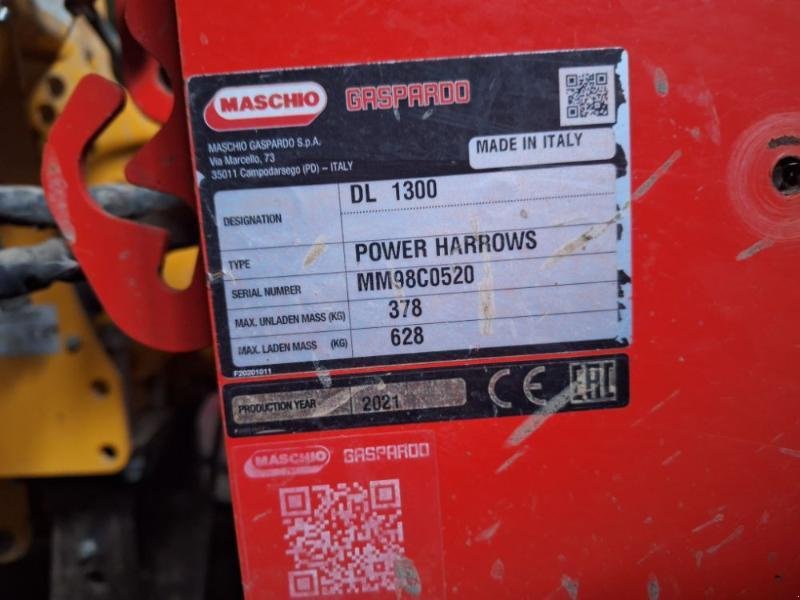 MASCHIO GASPARDO
MASCHIO GASPARDO S.p.A.
Via Marcello, 73
35011 Campodarsego (PD) – ITALY
MADE IN ITALY
DESIGNATION DL 1300
TYPE POWER HARROWS
SERIAL NUMBER MM98C0520
MAX. UNLADEN MASS (KG) 378
MAX. LADEN MASS (KG) 628
F20201011
PRODUCTION YEAR 2021 CE EAC
MASCHIO GASPARDO